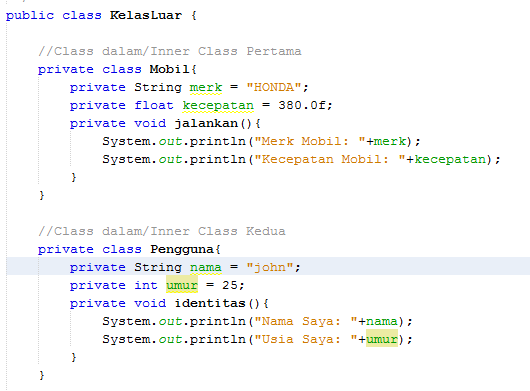 public class KelasLuar {
//Class dalam/Inner Class Pertama
private class Mobil{
private String merk = "HONDA";
private float kecepatan = 380.0f;
private void jalankan(){
System.out.println("Merk Mobil: "+merk);
System.out.println("Kecepatan Mobil: "+kecepatan);
}
}
//Class dalam/Inner Class Kedua
private class Pengguna{
private String nama = "john";
private int umur = 25;
private void identitas(){
System.out.println("Nama Saya: "+nama);
System.out.println("Usia Saya: "+umur);
}
}